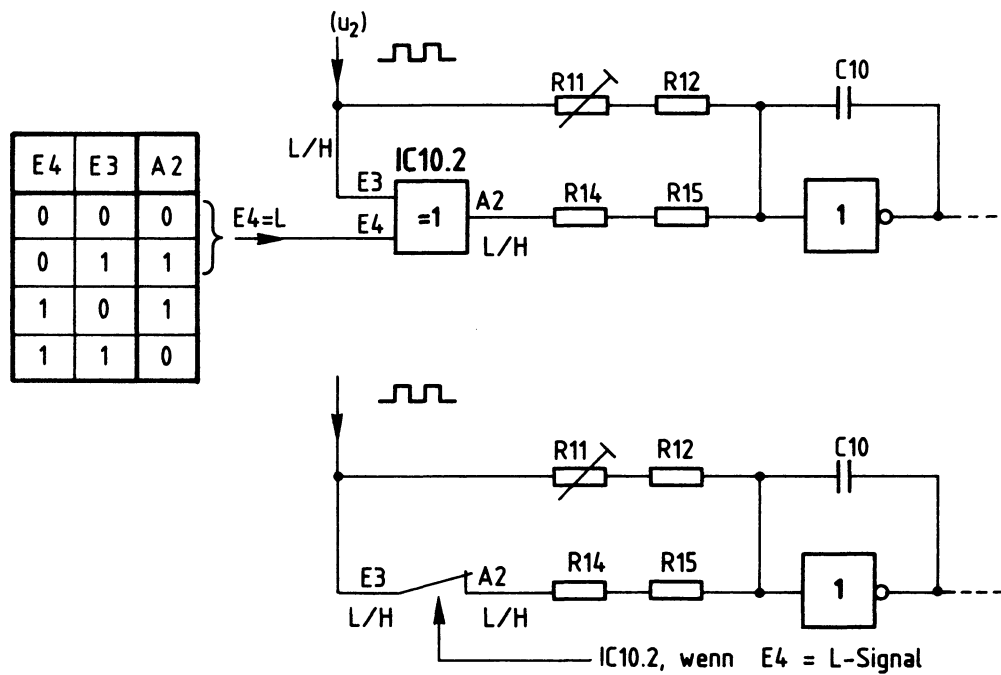 (u2)
R11
R12
C10
L/H
IC10.2
E4 E3 A2
E3
A2
R14
R15
=1
1
0 0 0
E4=L
E4
L/H
0 1 1
1 0 1
1 1 0
R11
R12
C10
E3
A2
R14
R15
1
L/H
L/H
IC10.2, wenn E4 = L-Signal